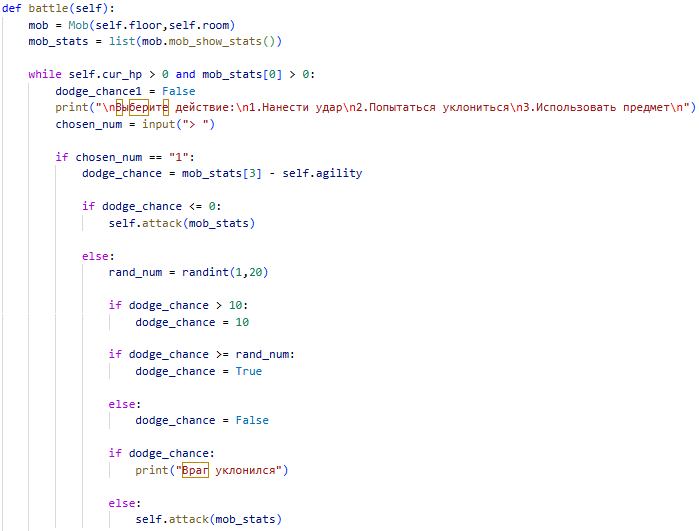 def battle(self):
    mob = Mob(self.floor,self.room)
    mob_stats = list(mob.mob_show_stats())

    while self.cur_hp > 0 and mob_stats[0] > 0:
        dodge_chance1 = False
        print("\nВыберите действие:\n1.Нанести удар\n2.Попытаться уклониться\n3.Использовать предмет\n")
        chosen_num = input("> ")

        if chosen_num == "1":
            dodge_chance = mob_stats[3] - self.agility

            if dodge_chance <= 0:
                self.attack(mob_stats)

            else:
                rand_num = randint(1,20)

                if dodge_chance > 10:
                    dodge_chance = 10

                if dodge_chance >= rand_num:
                    dodge_chance = True

                else:
                    dodge_chance = False

                if dodge_chance:
                    print("Враг уклонился")

                else:
                    self.attack(mob_stats)